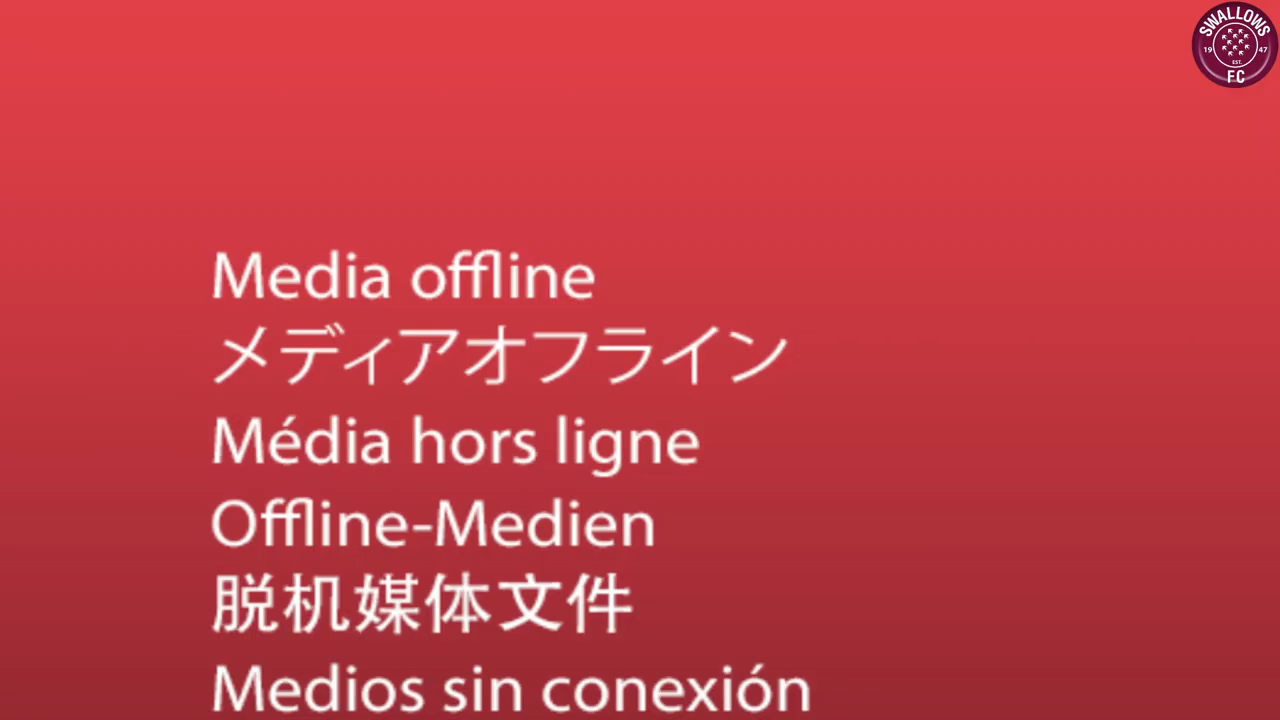 SWALLOWS
19 47
EST.
FC
Media offline
メディアオフライン
Média hors ligne
Offline-Medien
脱机媒体文件
Medios sin conexión